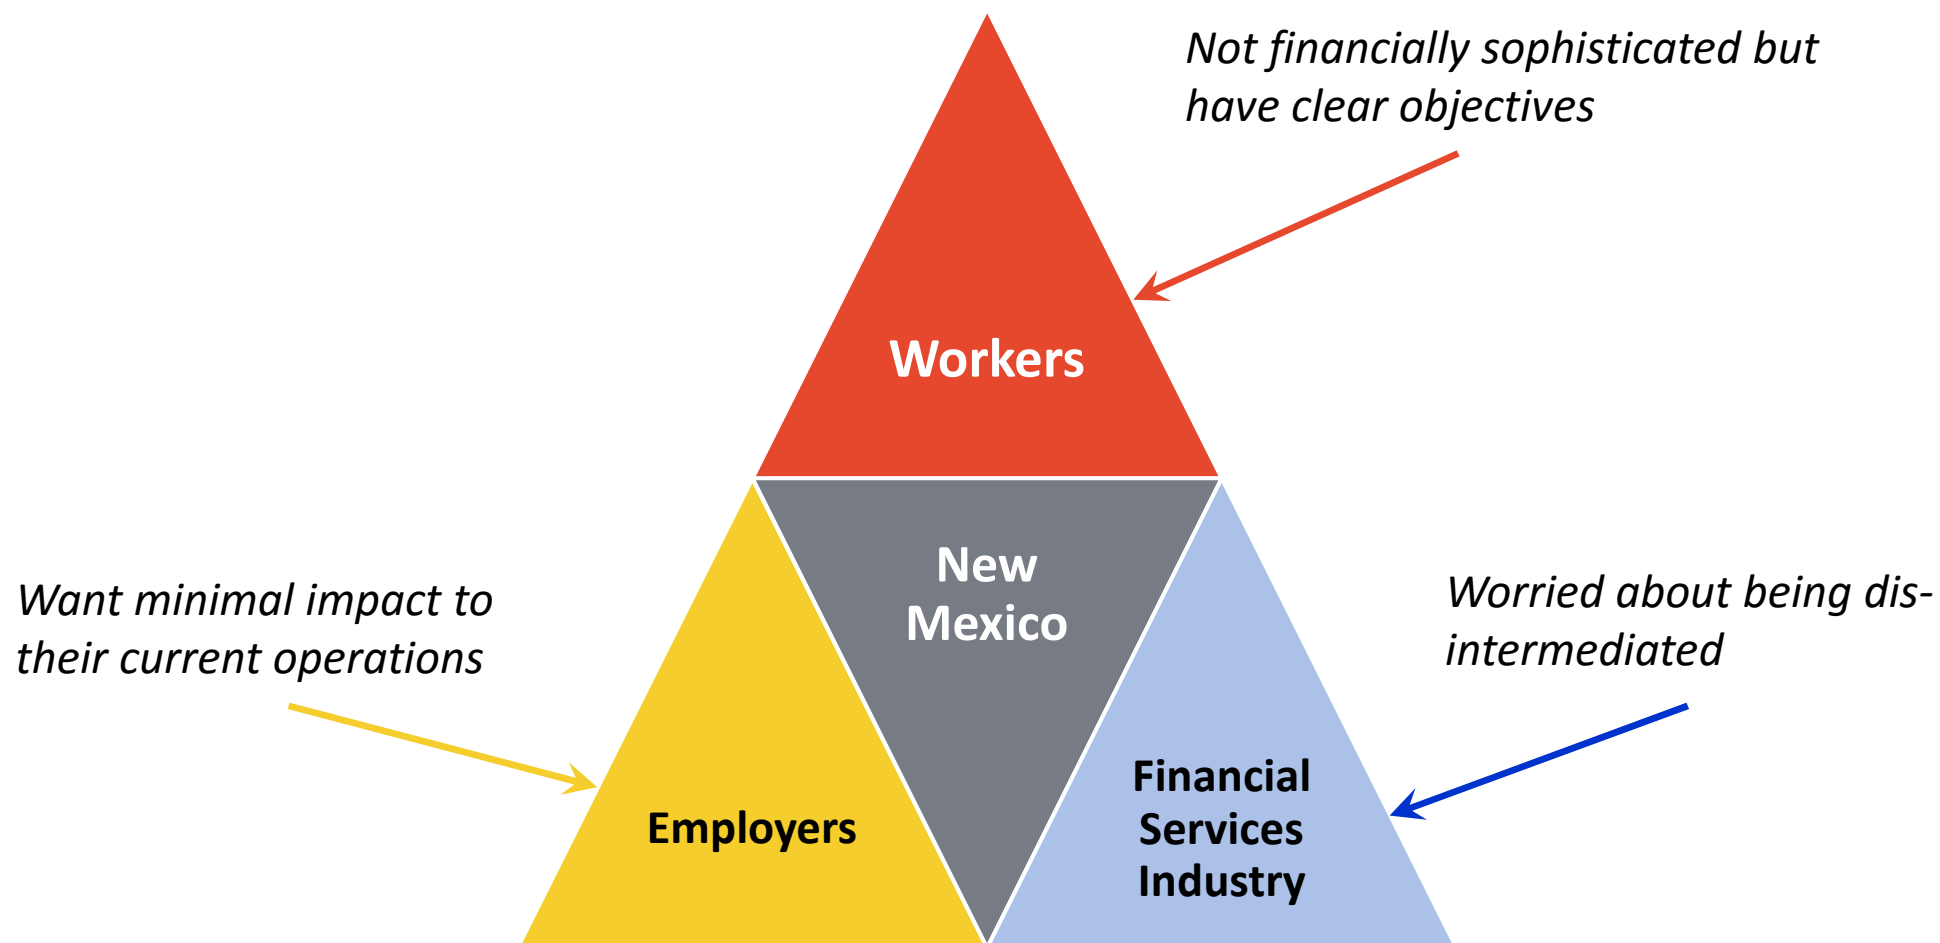 Not financially sophisticated but
have clear objectives
Workers
New
Mexico
Want minimal impact to
their current operations
Worried about being dis-
intermediated
Employers
Financial
Services
Industry